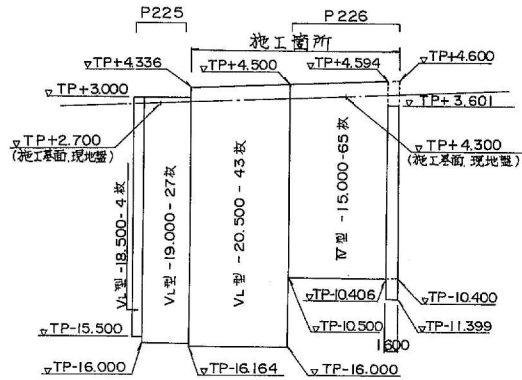 P225
P226
施工箇所
▽TP+4.336
▽TP+4.500
▽TP+4.594
▽TP+4.600
▽TP+3.000
▽TP+3.601
▽TP+2.700
(施工基面,現地盤)
▽TP+4.300
(施工基面,現地盤)
VL型-18.500-4枚
VL型-19.000-27枚
VL型-20.500-43枚
Ⅳ型-15.000-65枚
▽TP-10.406
▽TP-10.400
▽TP-15.500
▽TP-10.500
▽TP-11.399
1600
▽TP-16.000
▽TP-16.164
▽TP-16.000